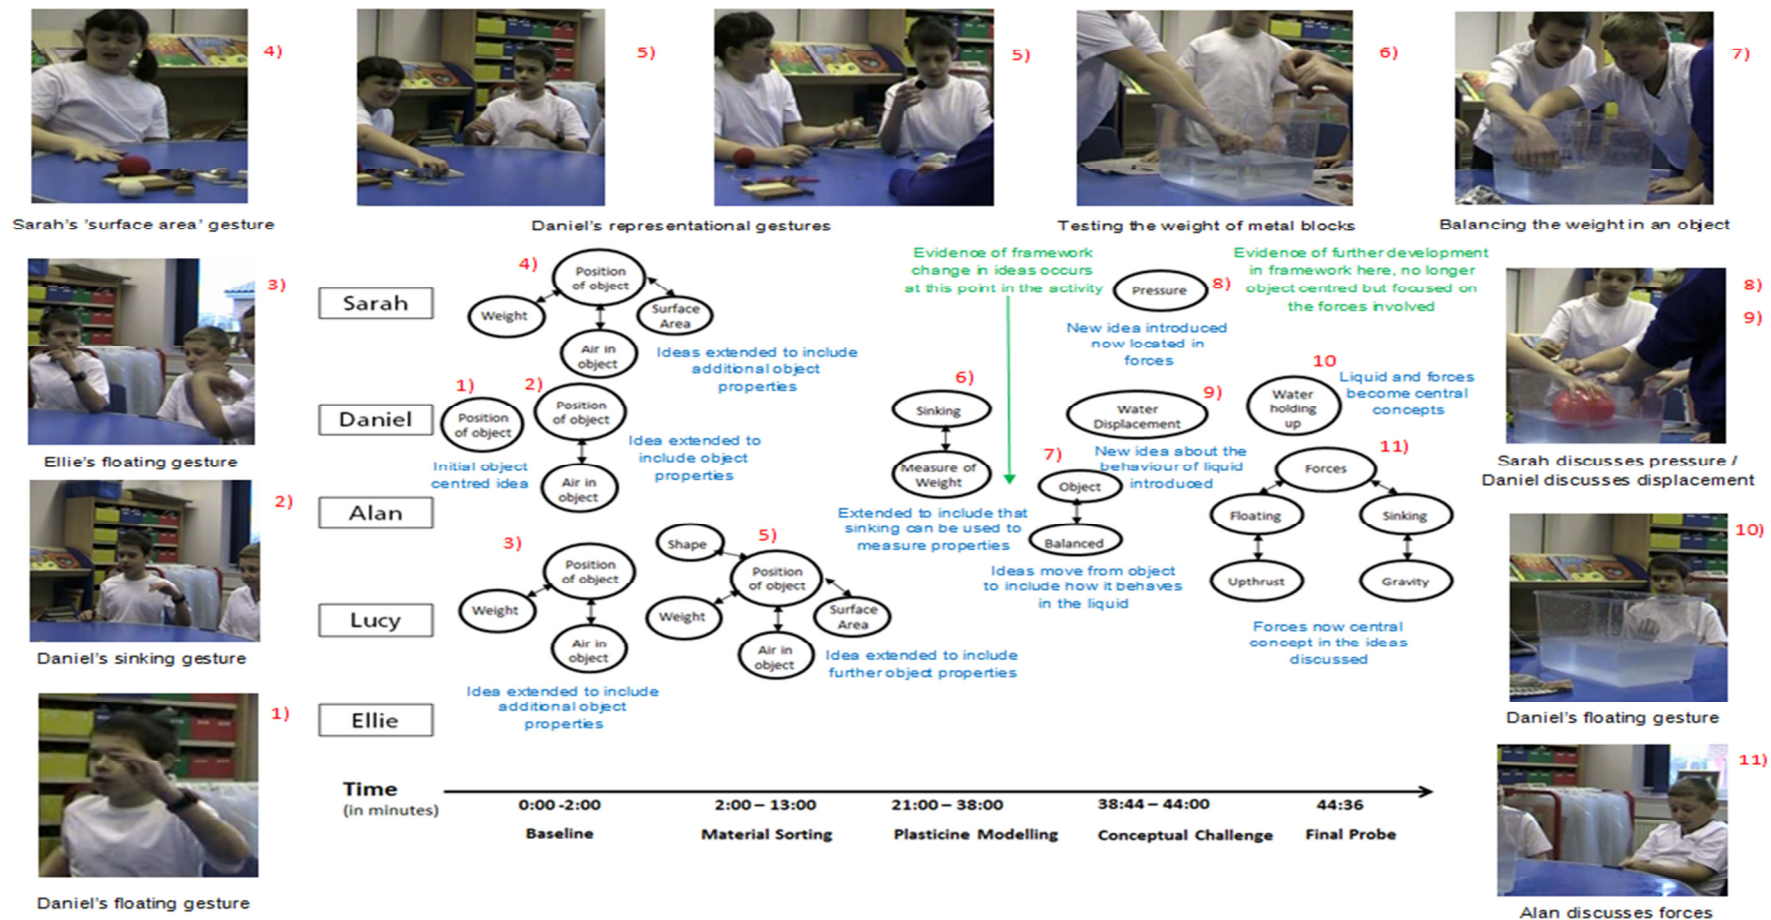 4)
5)
5)
6)
7)
Sarah's 'surface area' gesture
Daniel's representational gestures
Testing the weight of metal blocks
Balancing the weight in an object
3)
Ellie's floating gesture
2)
Daniel's sinking gesture
1)
Daniel's floating gesture
Sarah
Daniel
Alan
Lucy
Ellie
4)
Position
of object
Weight
Surface
Area
Air in
object
Ideas extended to include
additional object
properties
1)
Position
of object
Initial object
centred idea
2)
Position
of object
Air in
object
Idea extended to
include object
properties
3)
Position
of object
Weight
Air in
object
Idea extended to include
additional object
properties
5)
Shape
Position
of object
Weight
Surface
Area
Air in
object
Idea extended to include
further object properties
Evidence of framework
change in ideas occurs
at this point in the activity
6)
Sinking
Measure of
Weight
Extended to include that
sinking can be used to
measure properties
Pressure
8)
New idea introduced
now located in
forces
9)
Water
Displacement
New idea about the
behaviour of liquid
introduced
7)
Object
Balanced
Ideas move from object
to include how it behaves
in the liquid
Evidence of further development
in framework here, no longer
object centred but focused on
the forces involved
10
Water
holding
up
Liquid and forces
become central
concepts
11)
Forces
Floating
Sinking
Upthrust
Gravity
Forces now central
concept in the ideas
discussed
8)
9)
Sarah discusses pressure /
Daniel discusses displacement
10)
Daniel's floating gesture
11)
Alan discusses forces
Time
(in minutes)
0:00 -2:00
2:00 – 13:00
21:00 – 38:00
38:44 – 44:00
44:36
Baseline
Material Sorting
Plasticine Modelling
Conceptual Challenge
Final Probe